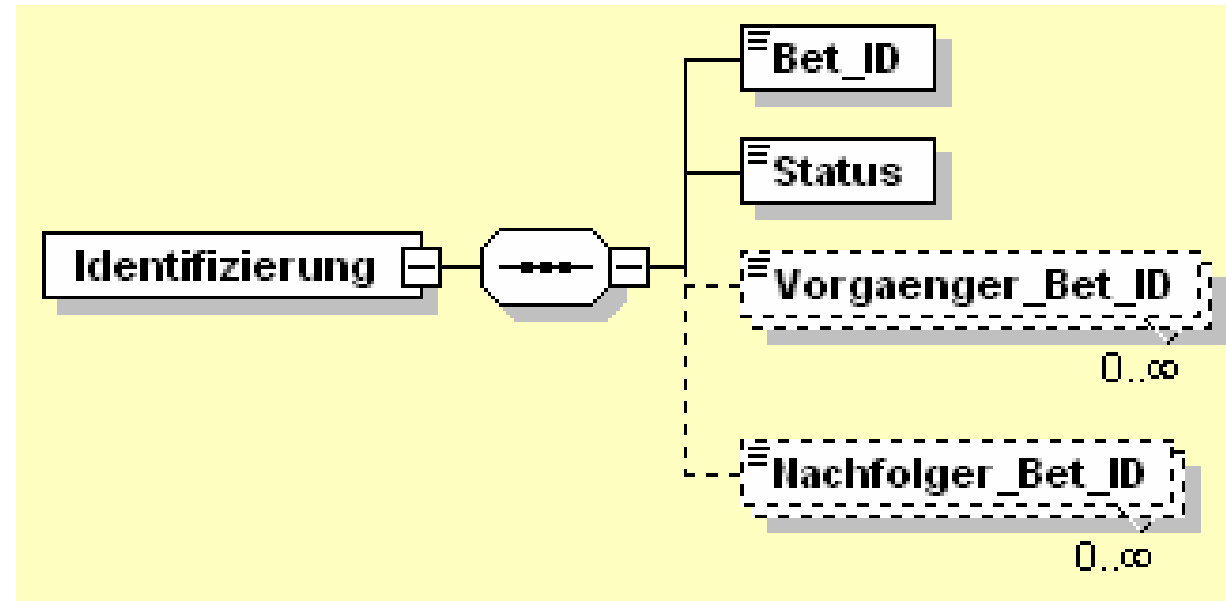 Bet_ID
Status
Identifizierung
Vorgaenger_Bet_ID
0..∞
Nachfolger_Bet_ID
0..∞